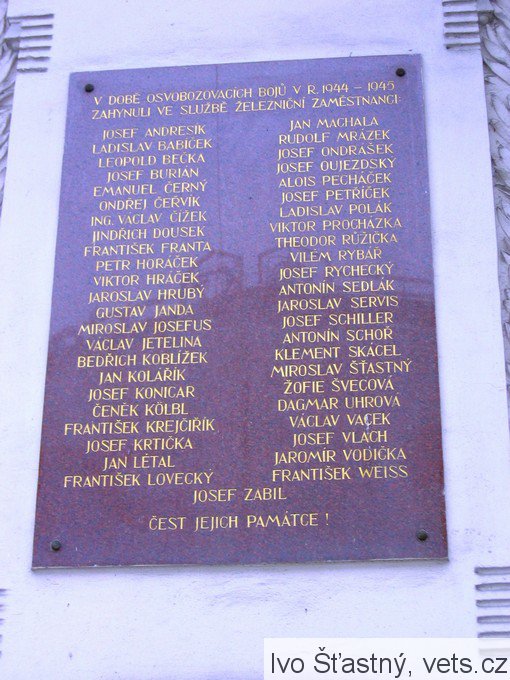 V DOBĚ OSVOBOZOVACÍCH BOJŮ V R. 1944 – 1945
ZAHYNULI VE SLUŽBĚ ŽELEZNIČNÍ ZAMĚSTNANCI:
JOSEF ANDRESIK
LADISLAV BABÍČEK
LEOPOLD BEČKA
JOSEF BURIAN
EMANUEL ČERNÝ
ONDŘEJ ČEŘVIK
ING. VÁCLAV ČÍŽEK
JINDŘICH DOUSEK
FRANTIŠEK FRANTA
PETR HORÁČEK
VIKTOR HRÁČEK
JAROSLAV HRUBÝ
GUSTAV JANDA
MIROSLAV JOSEFUS
VÁCLAV JETELINA
BEDŘICH KOBLÍŽEK
JAN KOLAŘÍK
JOSEF KONICAR
ČENĚK KÖLBL
FRANTIŠEK KREJČIŘÍK
JOSEF KRTIČKA
JAN LÉTAL
FRANTIŠEK LOVECKÝ
JAN MACHALA
RUDOLF MRÁZEK
JOSEF ONDRÁŠEK
JOSEF OUJEZDSKÝ
ALOIS PECHÁČEK
JOSEF PETŘÍČEK
LADISLAV POLÁK
VIKTOR PROCHÁZKA
THEODOR RŮŽIČKA
VILÉM RYBÁŘ
JOSEF RYCHECKÝ
ANTONÍN SEDLÁK
JAROSLAV SERVIS
JOSEF SCHILLER
ANTONÍN SCHOŘ
KLEMENT SKÁCEL
MIROSLAV ŠŤASTNÝ
ŽOFIE ŠVECOVÁ
DAGMAR UHROVÁ
VÁCLAV VACEK
JOSEF VLACH
JAROMÍR VODIČKA
FRANTIŠEK WEISS
JOSEF ZABIL
ČEST JEJICH PAMÁTCE !
Ivo Šťastný, vets.cz